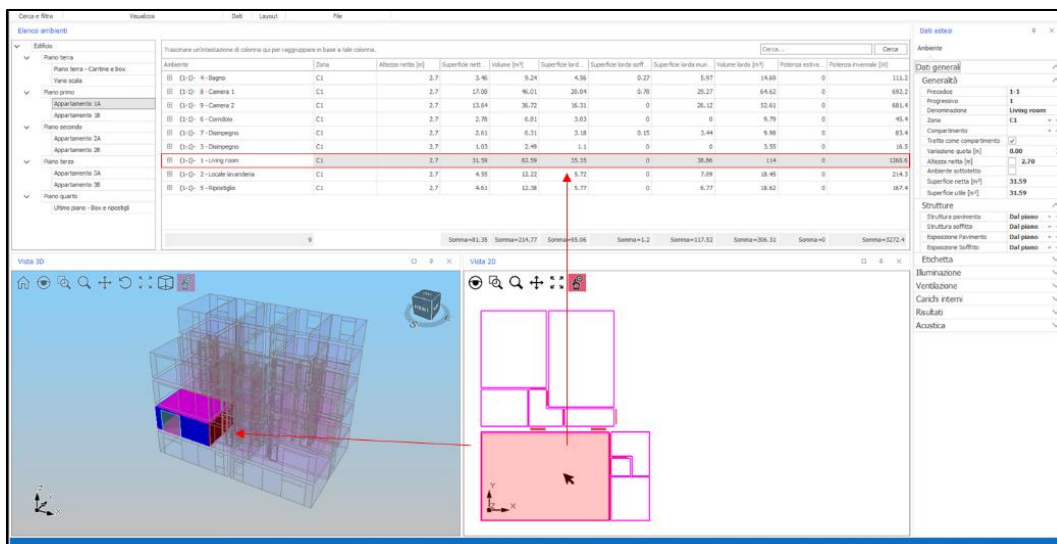 Cerca e filtra Visualizza Dati Layout File
Elenco ambienti
Edificio
Piano terra
Piano terra - Cantine e box
Vano scala
Piano primo
Appartamento 1A
Appartamento 1B
Piano secondo
Appartamento 2A
Appartamento 2B
Piano terzo
Appartamento 3A
Appartamento 3B
Piano quarto
Ultimo piano - Box e ripostigli
Trascinare un'intestazione di colonna qui per raggruppare in base a tale colonna.
Cerca... Cerca
Ambiente Zona Altezza netta [m] Superficie nett... Volume [m³] Superficie lord... Superficie lorda soff... Superficie lorda muri... Volume lordo [m³] Potenza estiva... Potenza invernale [W]
(1-1)- 4 -Bagno C1 2.7 3.46 9.24 4.56 0.27 5.97 14.69 0 111.2
(1-1)- 8 -Camera 1 C1 2.7 17.08 46.01 20.04 0.78 29.27 64.62 0 692.2
(1-1)- 9 -Camera 2 C1 2.7 13.64 36.72 16.31 0 26.12 52.61 0 681.4
(1-1)- 6 -Corridoio C1 2.7 2.78 6.81 3.03 0 0 9.79 0 45.4
(1-1)- 7 -Disimpegno C1 2.7 2.61 6.31 3.18 0.15 3.44 9.98 0 83.4
(1-1)- 3 -Disimpegno C1 2.7 1.03 2.49 1.1 0 0 3.55 0 16.5
(1-1)- 1 -Living room C1 2.7 31.59 82.59 35.35 0 38.86 114 0 1260.6
(1-1)- 2 -Locale lavanderia C1 2.7 4.55 12.22 5.72 0 7.09 18.45 0 214.3
(1-1)- 5 -Ripostiglio C1 2.7 4.61 12.38 5.77 0 6.77 18.62 0 167.4
9 Somma=81.35 Somma=214.77 Somma=95.06 Somma=1.2 Somma=117.52 Somma=306.31 Somma=0 Somma=3272.4
Vista 3D
Z Y X
Vista 2D
Y
Z X
Dati estesi
Ambiente
Dati generali
Generalità
Precodice 1-1
Progressivo 1
Denominazione Living room
Zona C1
Compartimento
Tratta come compartimento
Variazione quota [m] 0.00
Altezza netta [m] 2.70
Ambiente sottotetto
Superficie netta [m²] 31.59
Superficie utile [m²] 31.59
Strutture
Struttura pavimento Dal piano
Struttura soffitto Dal piano
Esposizione Pavimento Dal piano
Esposizione Soffitto Dal piano
Etichetta
Illuminazione
Ventilazione
Carichi interni
Risultati
Acustica